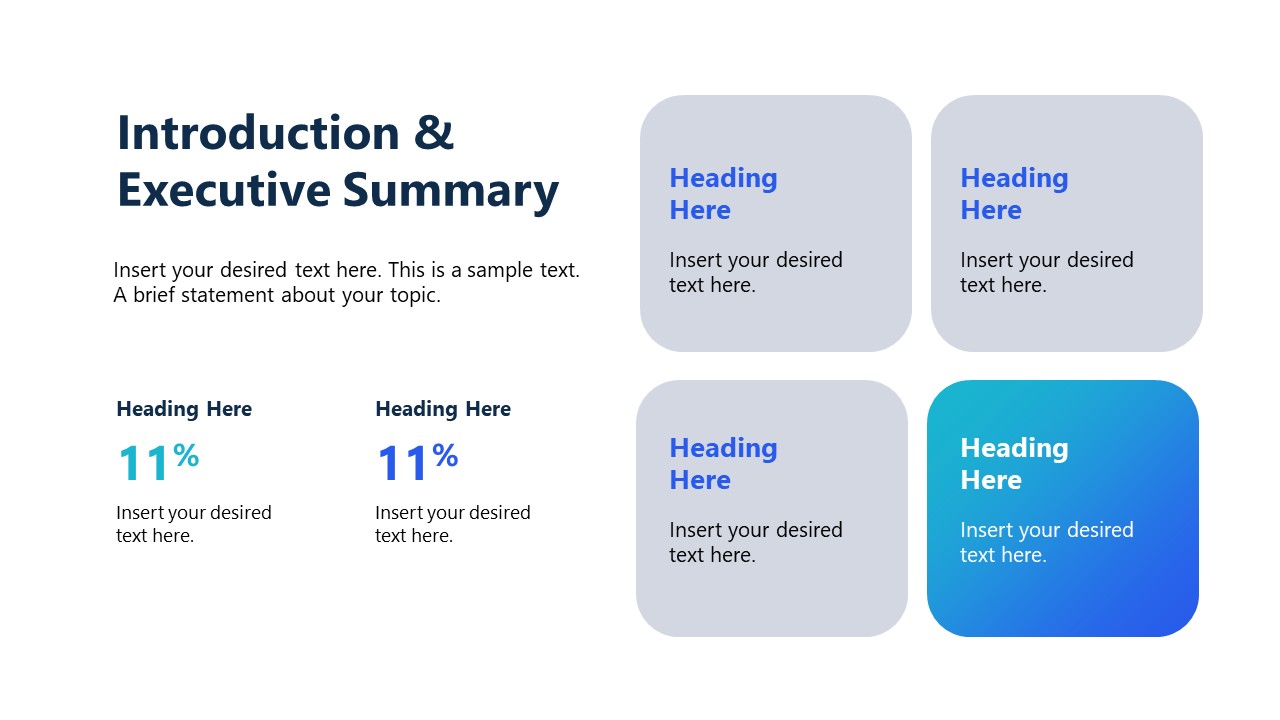 Introduction &
Executive Summary
Insert your desired text here. This is a sample text.
A brief statement about your topic.
Heading Here
11%
Insert your desired
text here.
Heading Here
11%
Insert your desired
text here.
Heading
Here
Insert your desired
text here.
Heading
Here
Insert your desired
text here.
Heading
Here
Insert your desired
text here.
Heading
Here
Insert your desired
text here.